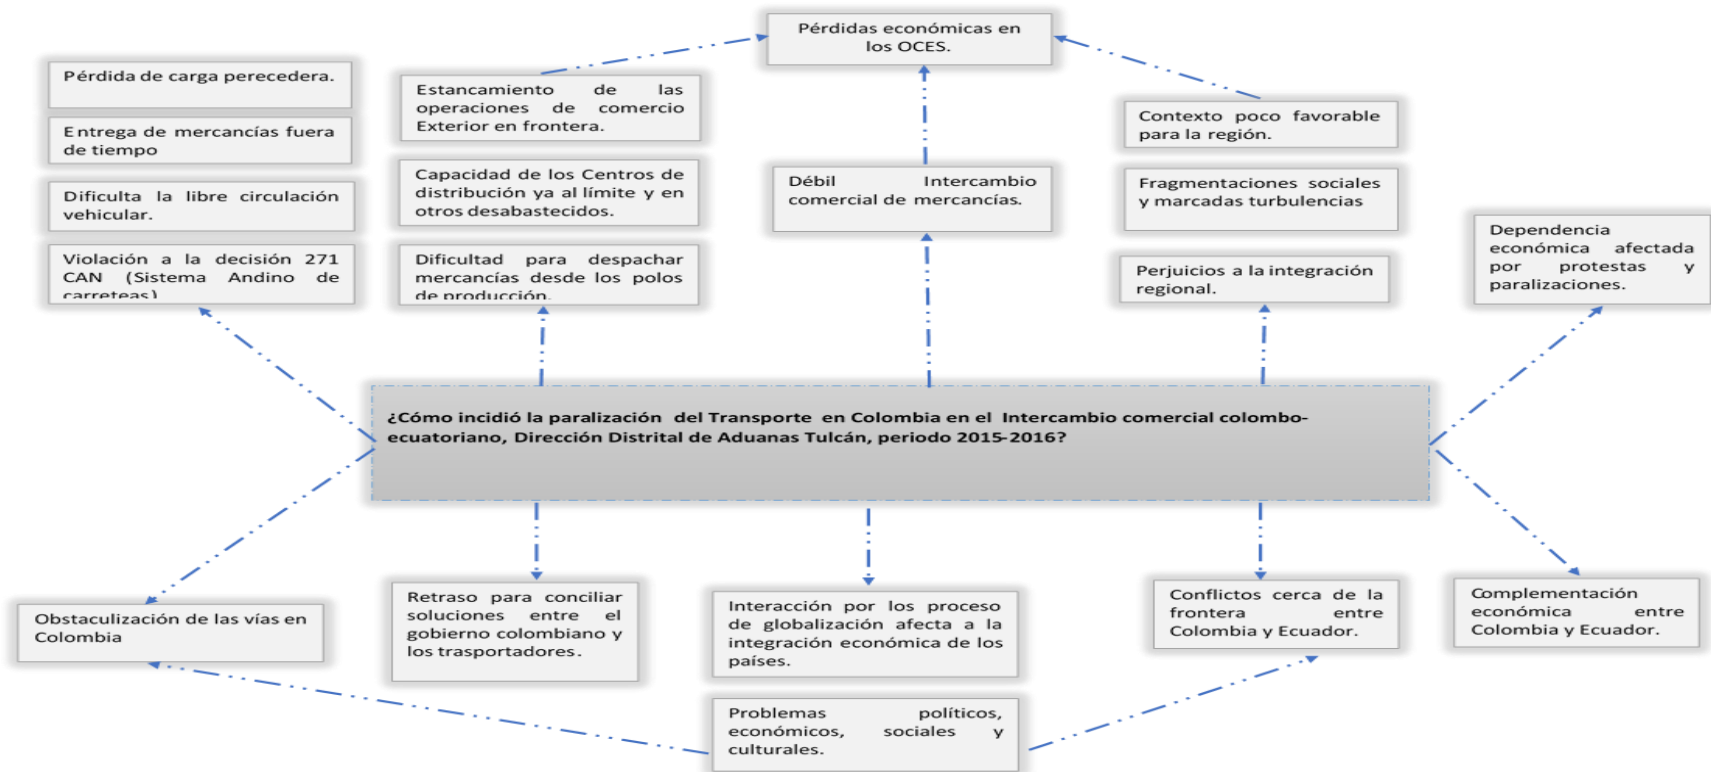 Pérdidas económicas en
los OCES.
Pérdida de carga perecedera.
Entrega de mercancías fuera
de tiempo
Dificulta la libre circulación
vehicular.
Violación a la decisión 271
CAN (Sistema Andino de
carreteas)
Estancamiento de las
operaciones de comercio
Exterior en frontera.
Capacidad de los Centros de
distribución ya al límite y en
otros desabastecidos.
Dificultad para despachar
mercancías desde los polos
de producción.
Débil Intercambio
comercial de mercancías.
Contexto poco favorable
para la región.
Fragmentaciones sociales
y marcadas turbulencias
Perjuicios a la integración
regional.
Dependencia
económica afectada
por protestas y
paralizaciones.
¿Cómo incidió la paralización del Transporte en Colombia en el Intercambio comercial colombo-
ecuatoriano, Dirección Distrital de Aduanas Tulcán, periodo 2015-2016?
Obstaculización de las vías en
Colombia
Retraso para conciliar
soluciones entre el
gobierno colombiano y
los trasportadores.
Interacción por los proceso
de globalización afecta a la
integración económica de los
países.
Conflictos cerca de la
frontera entre
Colombia y Ecuador.
Complementación
económica entre
Colombia y Ecuador.
Problemas políticos,
económicos, sociales y
culturales.